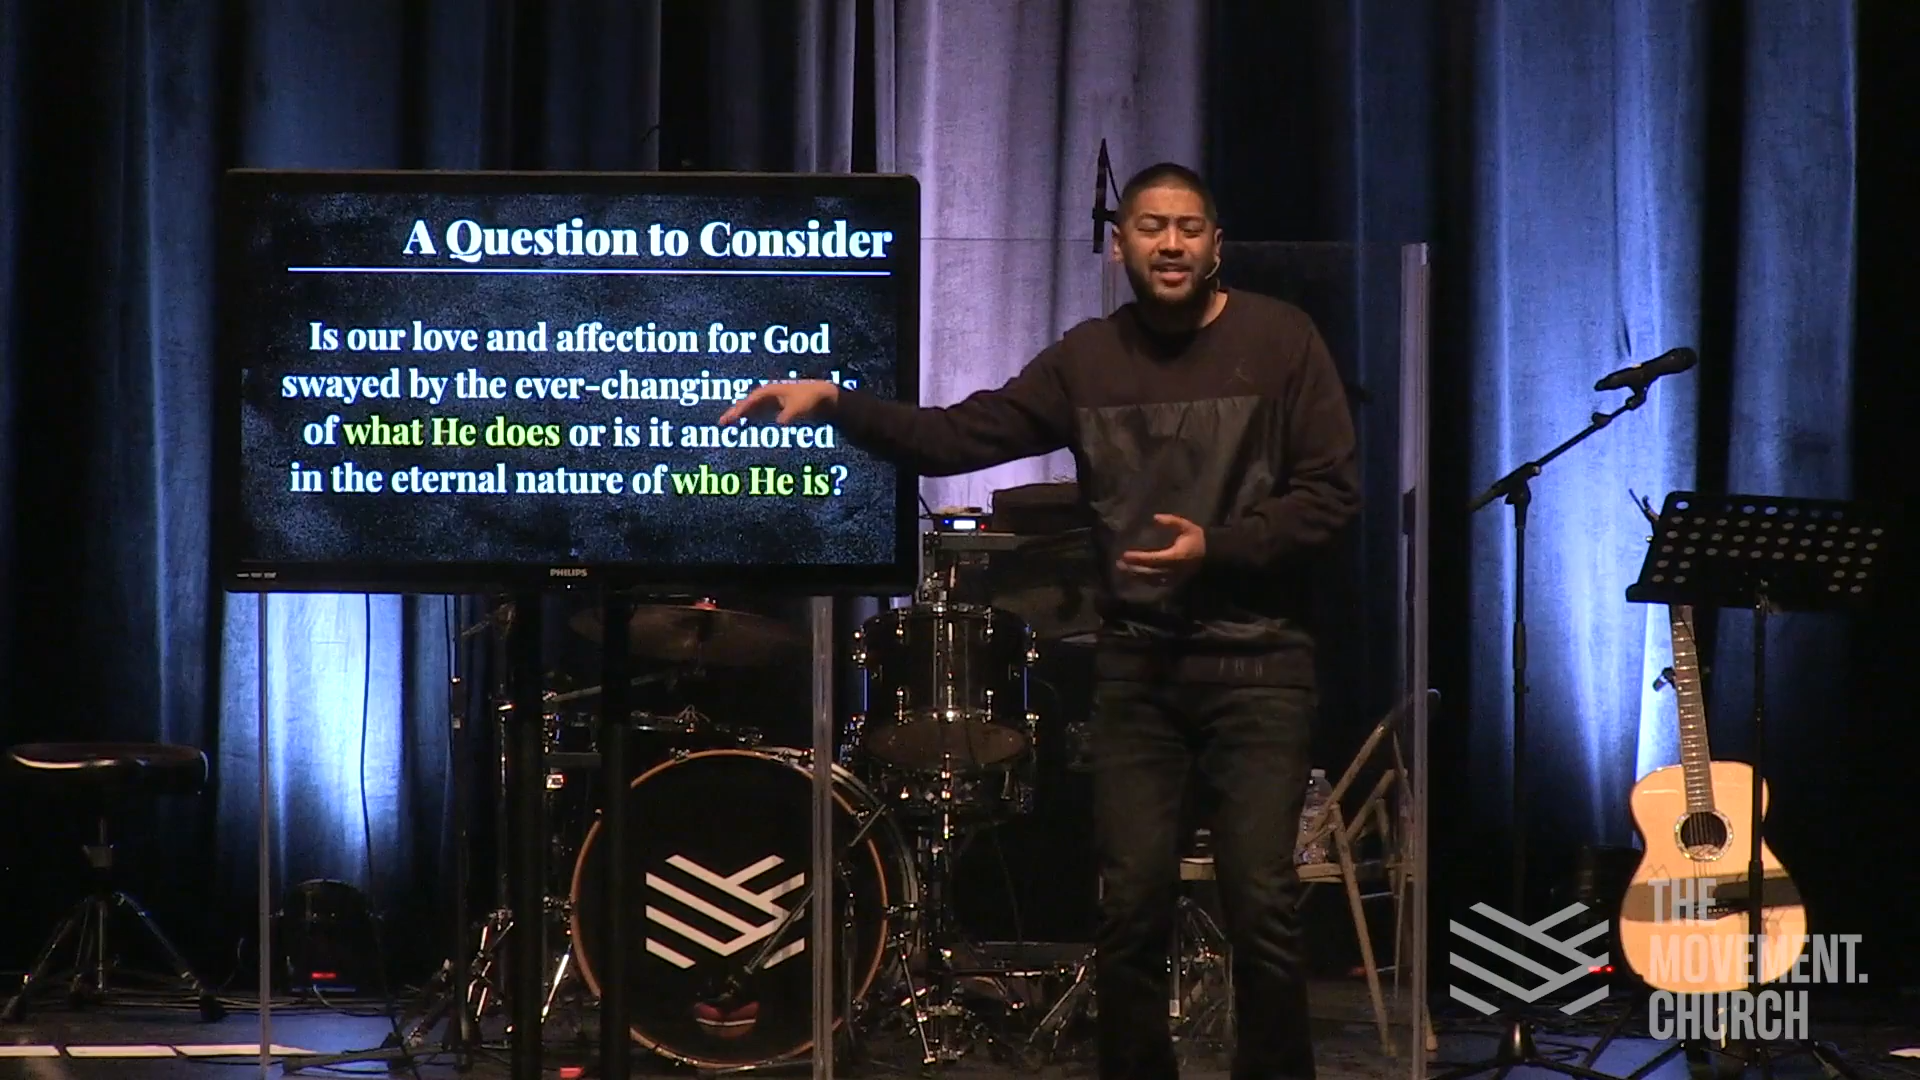 A Question to Consider
Is our love and affection for God
swayed by the ever-changing winds
of what He does or is it anchored
in the eternal nature of who He is?
PHILIPS
THE
MOVEMENT.
CHURCH